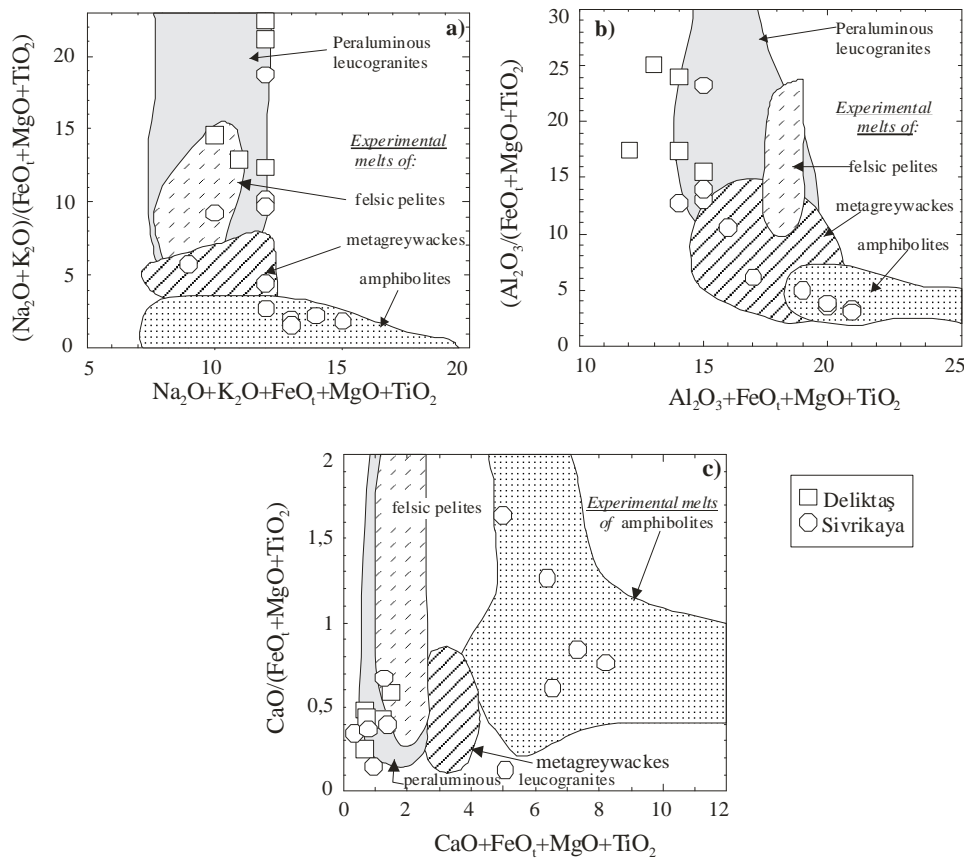 a)
Peraluminous
leucogranites
Experimental
melts of:
felsic pelites
metagreywackes
amphibolites
20
15
10
5
0
5
10
15
20
(Na₂O+K₂O)/(FeOₜ+MgO+TiO₂)
Na₂O+K₂O+FeOₜ+MgO+TiO₂
b)
Peraluminous
leucogranites
Experimental
melts of:
felsic pelites
metagreywackes
amphibolites
30
25
20
15
10
5
0
10
15
20
25
(Al₂O₃/(FeOₜ+MgO+TiO₂)
Al₂O₃+FeOₜ+MgO+TiO₂
c)
felsic pelites
Experimental melts
of amphibolites
metagreywackes
peraluminous
leucogranites
2
1,5
1
0,5
0
0
2
4
6
8
10
12
CaO/(FeOₜ+MgO+TiO₂)
CaO+FeOₜ+MgO+TiO₂
Deliktaş
Sivrikaya